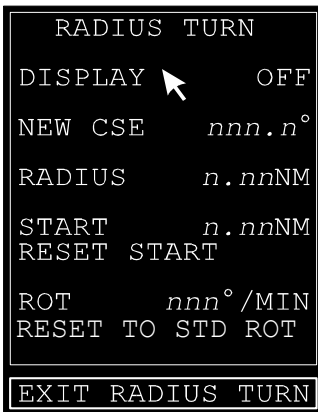 RADIUS TURN
DISPLAY OFF
NEW CSE nnn.n°
RADIUS n.nnNM
START n.nnNM
RESET START
ROT nnn°/MIN
RESET TO STD ROT
EXIT RADIUS TURN